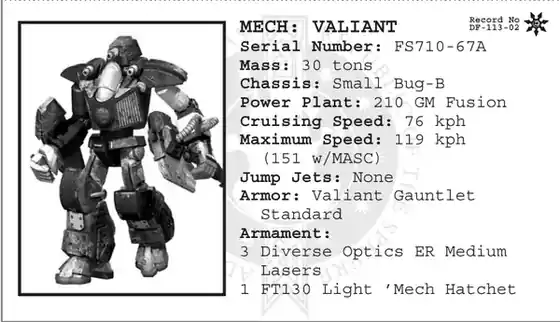 MECH: VALIANT
Record No
DF-113-02
Serial Number: FS710-67A
Mass: 30 tons
Chassis: Small Bug-B
Power Plant: 210 GM Fusion
Cruising Speed: 76 kph
Maximum Speed: 119 kph
(151 w/MASC)
Jump Jets: None
Armor: Valiant Gauntlet
Standard
Armament:
3 Diverse Optics ER Medium
Lasers
1 FT130 Light ’Mech Hatchet